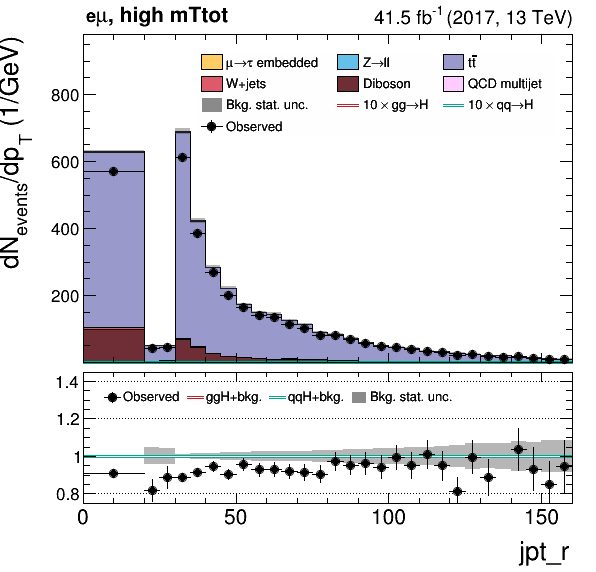 eμ, high mTtot 41.5 fb⁻¹ (2017, 13 TeV)
dN_events/dp_T (1/GeV)
μ→τ embedded Z→ll tt̄
W+jets Diboson QCD multijet
Bkg. stat. unc. 10 × gg→H 10 × qq→H
Observed
800
600
400
200
Observed ggH+bkg. qqH+bkg. Bkg. stat. unc.
1.4
1.2
1
0.8
0 50 100 150
jpt_r